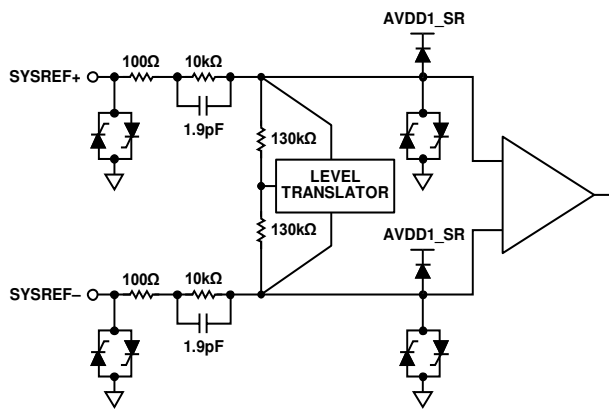 AVDD1_SR
100Ω
10kΩ
SYSREF+
1.9pF
130kΩ
LEVEL
TRANSLATOR
130kΩ
AVDD1_SR
100Ω
10kΩ
SYSREF–
1.9pF